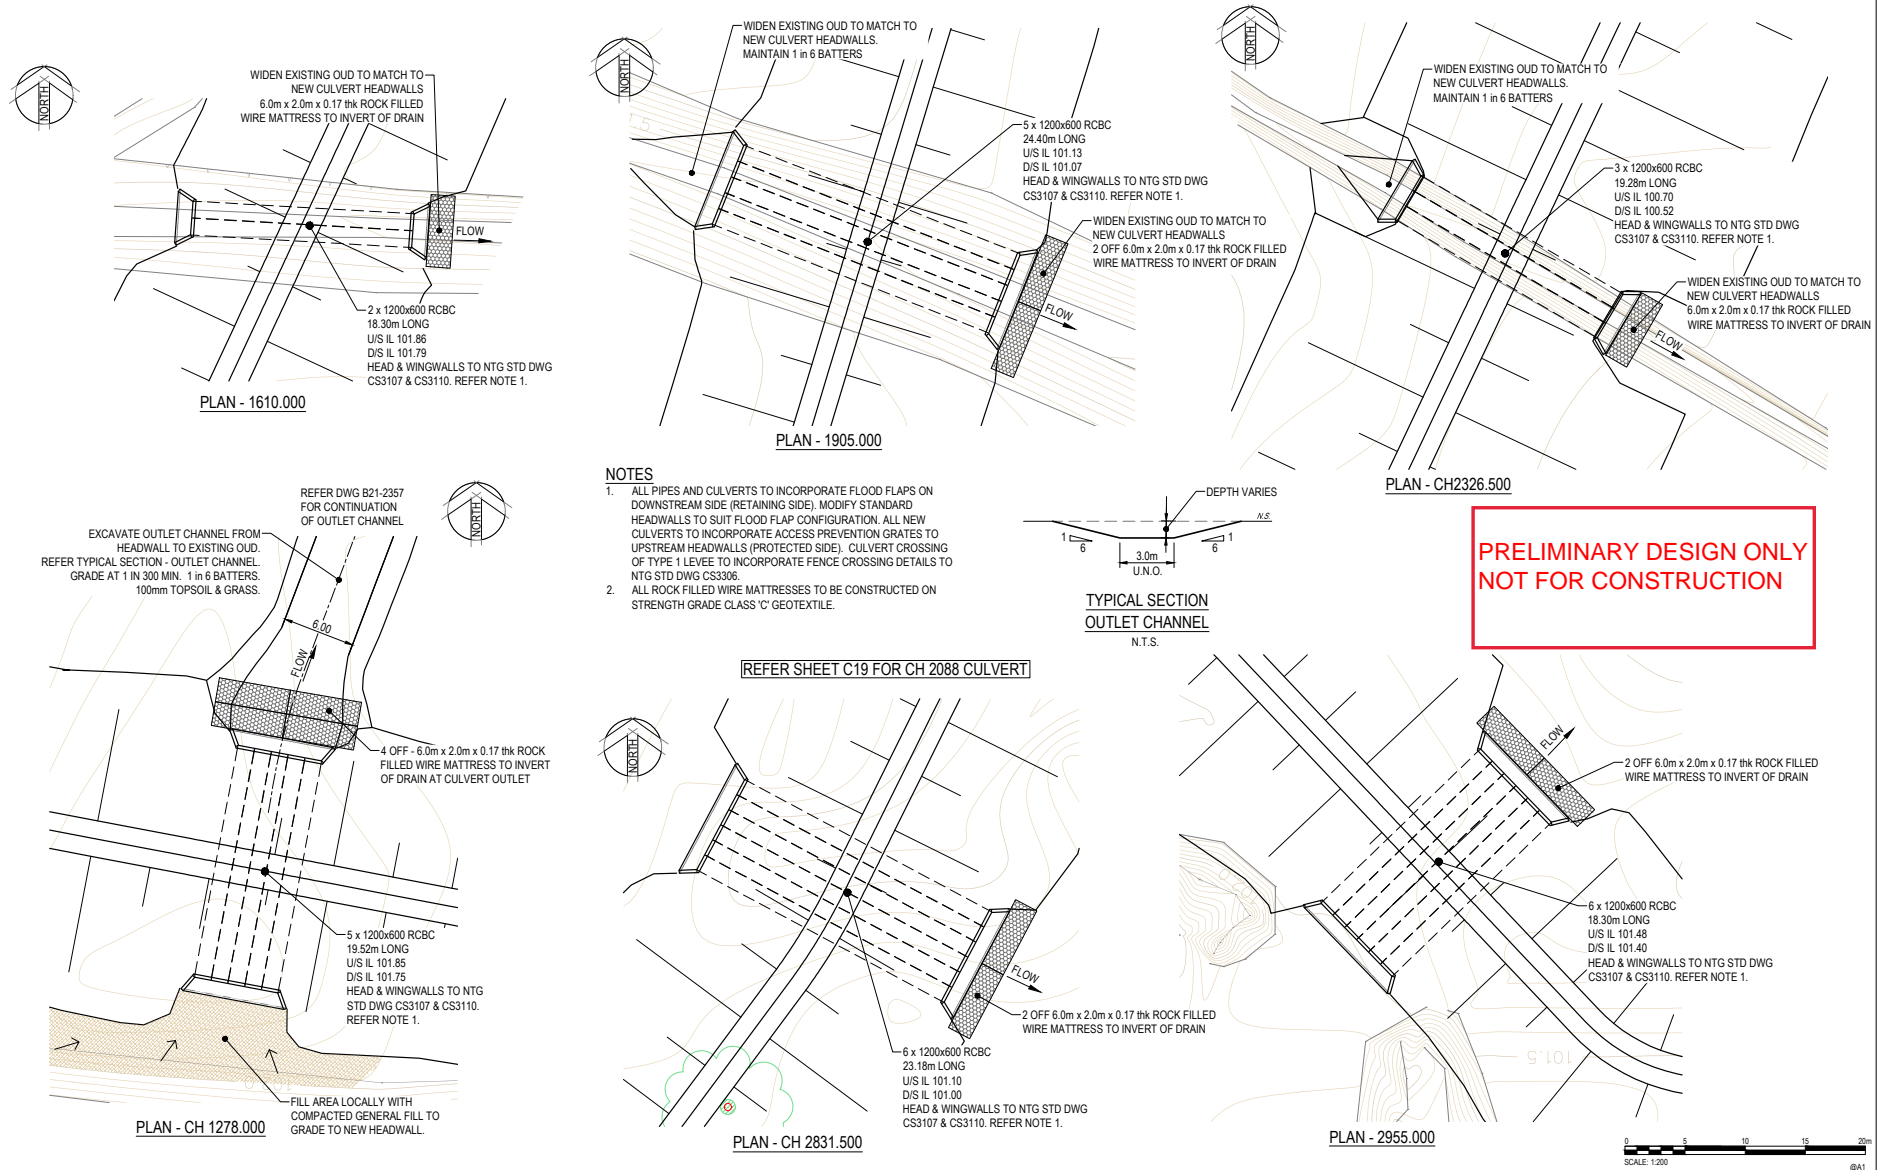 NORTH
WIDEN EXISTING OUD TO MATCH TO
NEW CULVERT HEADWALLS
6.0m x 2.0m x 0.17 thk ROCK FILLED
WIRE MATTRESS TO INVERT OF DRAIN
FLOW
2 x 1200x600 RCBC
18.30m LONG
U/S IL 101.86
D/S IL 101.79
HEAD & WINGWALLS TO NTG STD DWG
CS3107 & CS3110. REFER NOTE 1.
PLAN - 1610.000
NORTH
WIDEN EXISTING OUD TO MATCH TO
NEW CULVERT HEADWALLS.
MAINTAIN 1 in 6 BATTERS
5 x 1200x600 RCBC
24.40m LONG
U/S IL 101.13
D/S IL 101.07
HEAD & WINGWALLS TO NTG STD DWG
CS3107 & CS3110. REFER NOTE 1.
WIDEN EXISTING OUD TO MATCH TO
NEW CULVERT HEADWALLS
2 OFF 6.0m x 2.0m x 0.17 thk ROCK FILLED
WIRE MATTRESS TO INVERT OF DRAIN
FLOW
PLAN - 1905.000
NORTH
WIDEN EXISTING OUD TO MATCH TO
NEW CULVERT HEADWALLS.
MAINTAIN 1 in 6 BATTERS
3 x 1200x600 RCBC
19.28m LONG
U/S IL 100.70
D/S IL 100.52
HEAD & WINGWALLS TO NTG STD DWG
CS3107 & CS3110. REFER NOTE 1.
WIDEN EXISTING OUD TO MATCH TO
NEW CULVERT HEADWALLS
6.0m x 2.0m x 0.17 thk ROCK FILLED
WIRE MATTRESS TO INVERT OF DRAIN
FLOW
PLAN - CH2326.500
NOTES
1. ALL PIPES AND CULVERTS TO INCORPORATE FLOOD FLAPS ON
DOWNSTREAM SIDE (RETAINING SIDE). MODIFY STANDARD
HEADWALLS TO SUIT FLOOD FLAP CONFIGURATION. ALL NEW
CULVERTS TO INCORPORATE ACCESS PREVENTION GRATES TO
UPSTREAM HEADWALLS (PROTECTED SIDE). CULVERT CROSSING
OF TYPE 1 LEVEE TO INCORPORATE FENCE CROSSING DETAILS TO
NTG STD DWG CS3306.
2. ALL ROCK FILLED WIRE MATTRESSES TO BE CONSTRUCTED ON
STRENGTH GRADE CLASS 'C' GEOTEXTILE.
DEPTH VARIES
N.S.
1
6
3.0m
U.N.O.
6
1
TYPICAL SECTION
OUTLET CHANNEL
N.T.S.
PRELIMINARY DESIGN ONLY
NOT FOR CONSTRUCTION
REFER SHEET C19 FOR CH 2088 CULVERT
REFER DWG B21-2357
FOR CONTINUATION
OF OUTLET CHANNEL
NORTH
EXCAVATE OUTLET CHANNEL FROM
HEADWALL TO EXISTING OUD.
REFER TYPICAL SECTION - OUTLET CHANNEL.
GRADE AT 1 IN 300 MIN. 1 in 6 BATTERS.
100mm TOPSOIL & GRASS.
6.00
FLOW
4 OFF - 6.0m x 2.0m x 0.17 thk ROCK
FILLED WIRE MATTRESS TO INVERT
OF DRAIN AT CULVERT OUTLET
5 x 1200x600 RCBC
19.52m LONG
U/S IL 101.85
D/S IL 101.75
HEAD & WINGWALLS TO NTG
STD DWG CS3107 & CS3110.
REFER NOTE 1.
102.0
FILL AREA LOCALLY WITH
COMPACTED GENERAL FILL TO
GRADE TO NEW HEADWALL.
PLAN - CH 1278.000
NORTH
FLOW
2 OFF 6.0m x 2.0m x 0.17 thk ROCK FILLED
WIRE MATTRESS TO INVERT OF DRAIN
6 x 1200x600 RCBC
23.18m LONG
U/S IL 101.10
D/S IL 101.00
HEAD & WINGWALLS TO NTG STD DWG
CS3107 & CS3110. REFER NOTE 1.
PLAN - CH 2831.500
FLOW
2 OFF 6.0m x 2.0m x 0.17 thk ROCK FILLED
WIRE MATTRESS TO INVERT OF DRAIN
6 x 1200x600 RCBC
18.30m LONG
U/S IL 101.48
D/S IL 101.40
HEAD & WINGWALLS TO NTG STD DWG
CS3107 & CS3110. REFER NOTE 1.
101.5
PLAN - 2955.000
0 5 10 15 20m
SCALE: 1:200
@A1